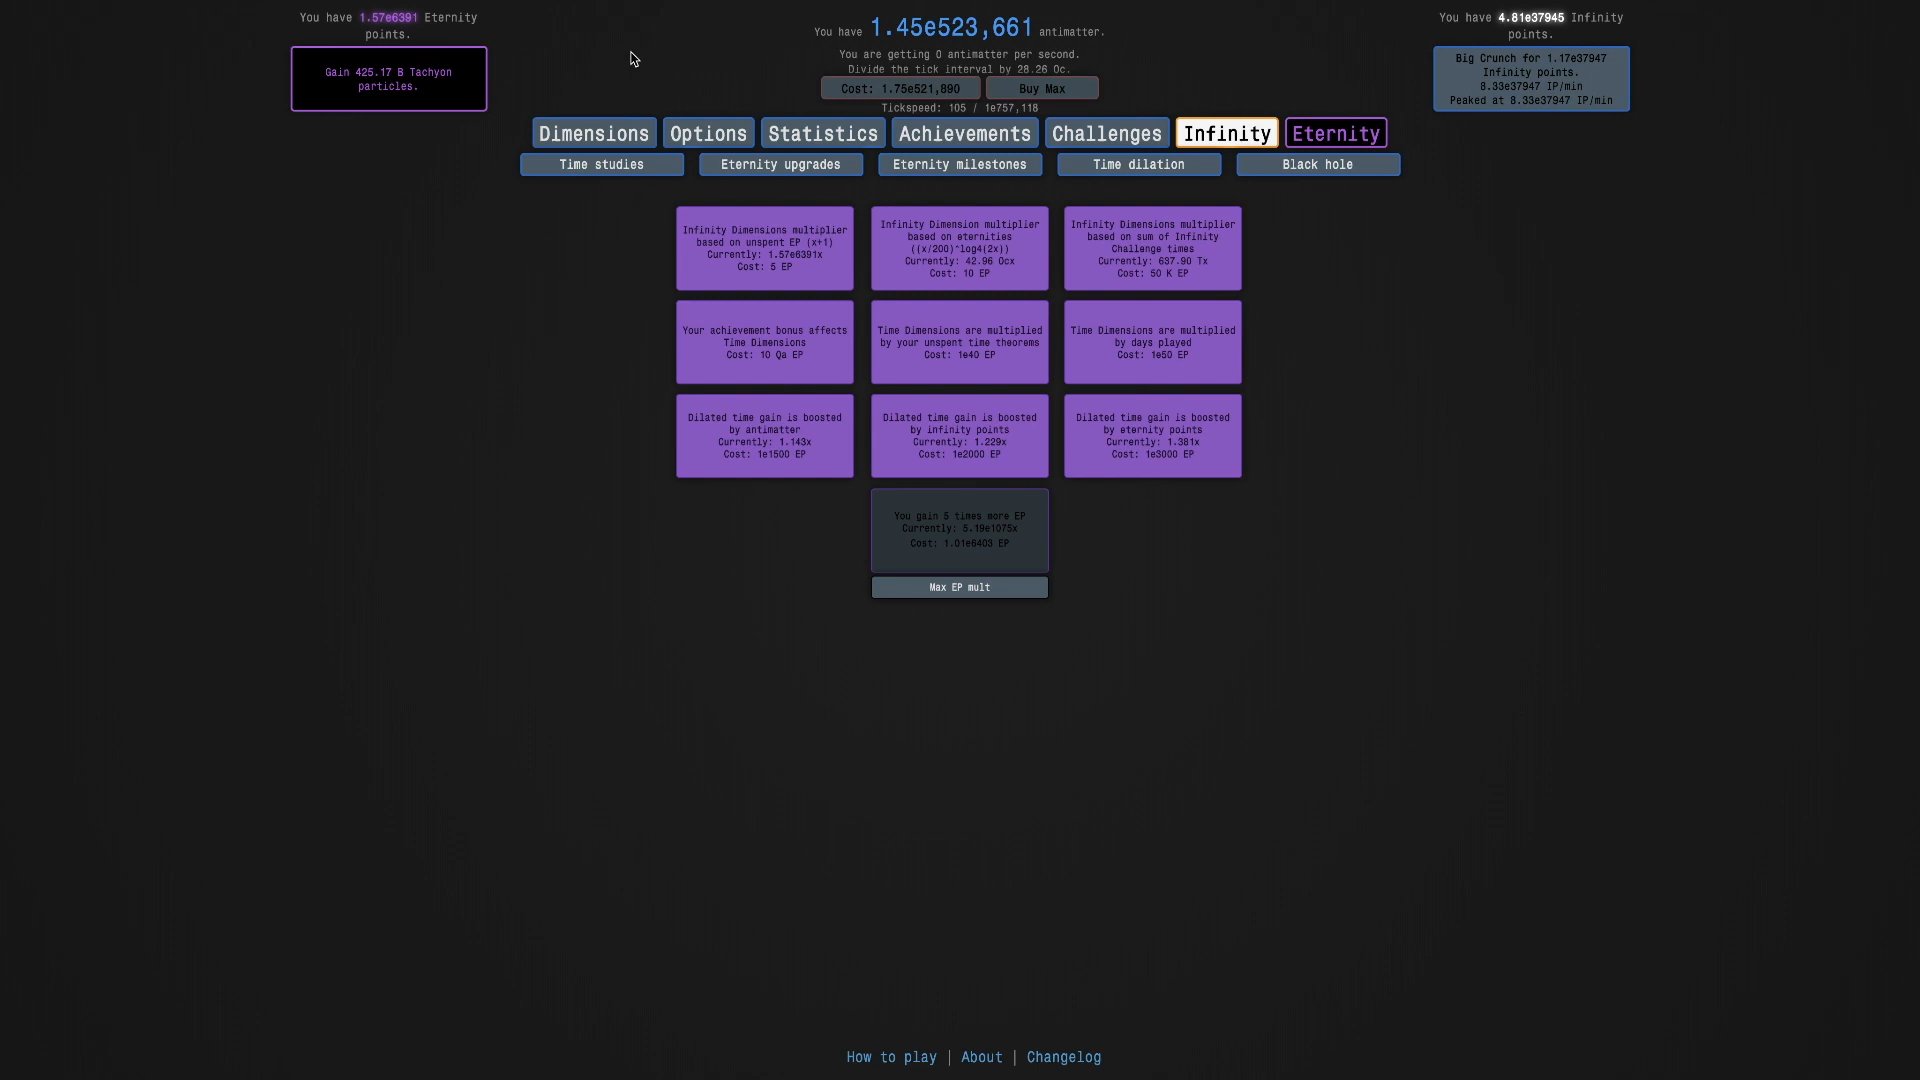 You have 1.57e6391 Eternity
points.
Gain 425.17 B Tachyon
particles.
You have 1.45e523,661 antimatter.
You are getting 0 antimatter per second.
Divide the tick interval by 28.26 Oc.
Cost: 1.75e521,890
Buy Max
Tickspeed: 105 / 1e757,118
You have 4.81e37945 Infinity
points.
Big Crunch for 1.17e37947
Infinity points.
8.33e37947 IP/min
Peaked at 8.33e37947 IP/min
Dimensions
Options
Statistics
Achievements
Challenges
Infinity
Eternity
Time studies
Eternity upgrades
Eternity milestones
Time dilation
Black hole
Infinity Dimensions multiplier
based on unspent EP (x+1)
Currently: 1.57e6391x
Cost: 5 EP
Infinity Dimension multiplier
based on eternities
((x/200)^log4(2x))
Currently: 42.96 Ocx
Cost: 10 EP
Infinity Dimensions multiplier
based on sum of Infinity
Challenge times
Currently: 637.90 Tx
Cost: 50 K EP
Your achievement bonus affects
Time Dimensions
Cost: 10 Qa EP
Time Dimensions are multiplied
by your unspent time theorems
Cost: 1e40 EP
Time Dimensions are multiplied
by days played
Cost: 1e50 EP
Dilated time gain is boosted
by antimatter
Currently: 1.143x
Cost: 1e1500 EP
Dilated time gain is boosted
by infinity points
Currently: 1.229x
Cost: 1e2000 EP
Dilated time gain is boosted
by eternity points
Currently: 1.381x
Cost: 1e3000 EP
You gain 5 times more EP
Currently: 5.19e1075x
Cost: 1.01e6403 EP
Max EP mult
How to play | About | Changelog